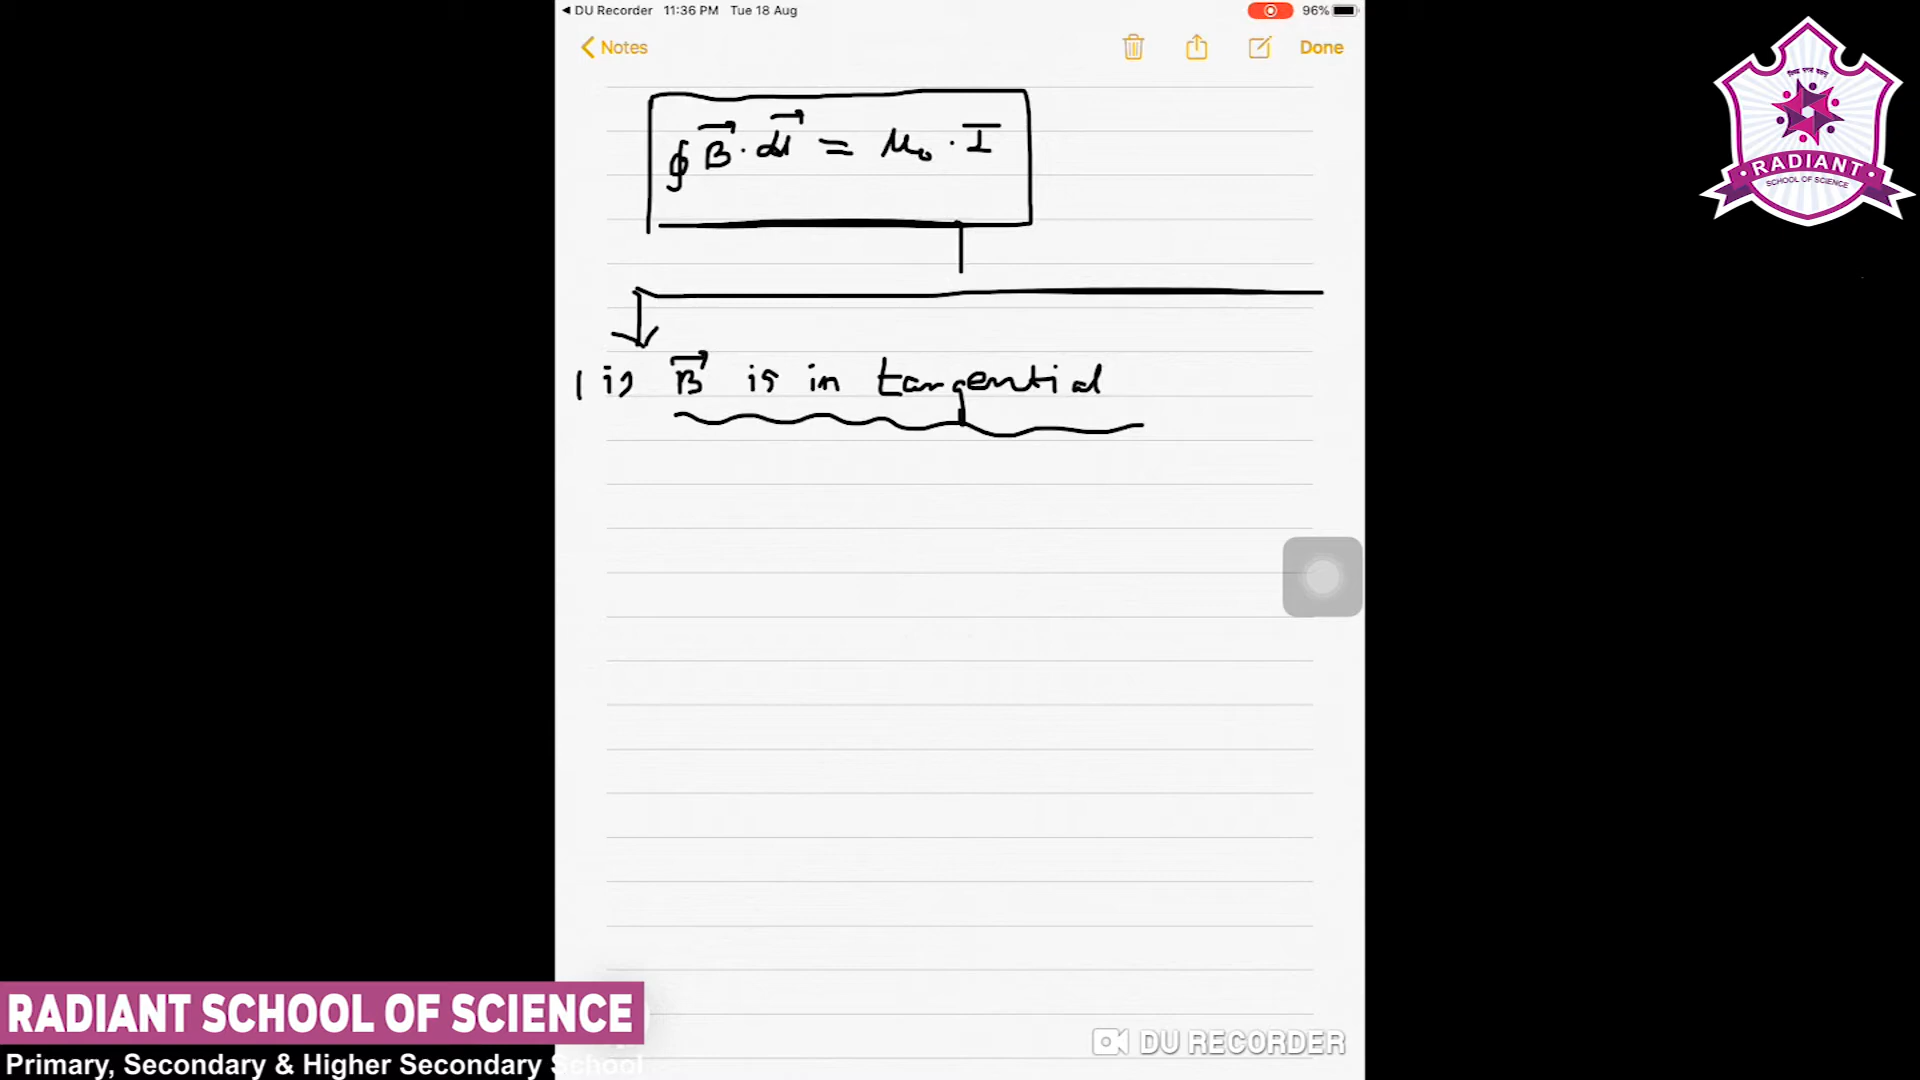 ◀ DU Recorder 11:36 PM Tue 18 Aug 96%
Notes Done
∮ B⃗ · dl⃗ = μ₀ · I
(i) B⃗ is in tangential
RADIANT
SCHOOL OF SCIENCE
RADIANT SCHOOL OF SCIENCE
Primary, Secondary & Higher Secondary School
DU RECORDER